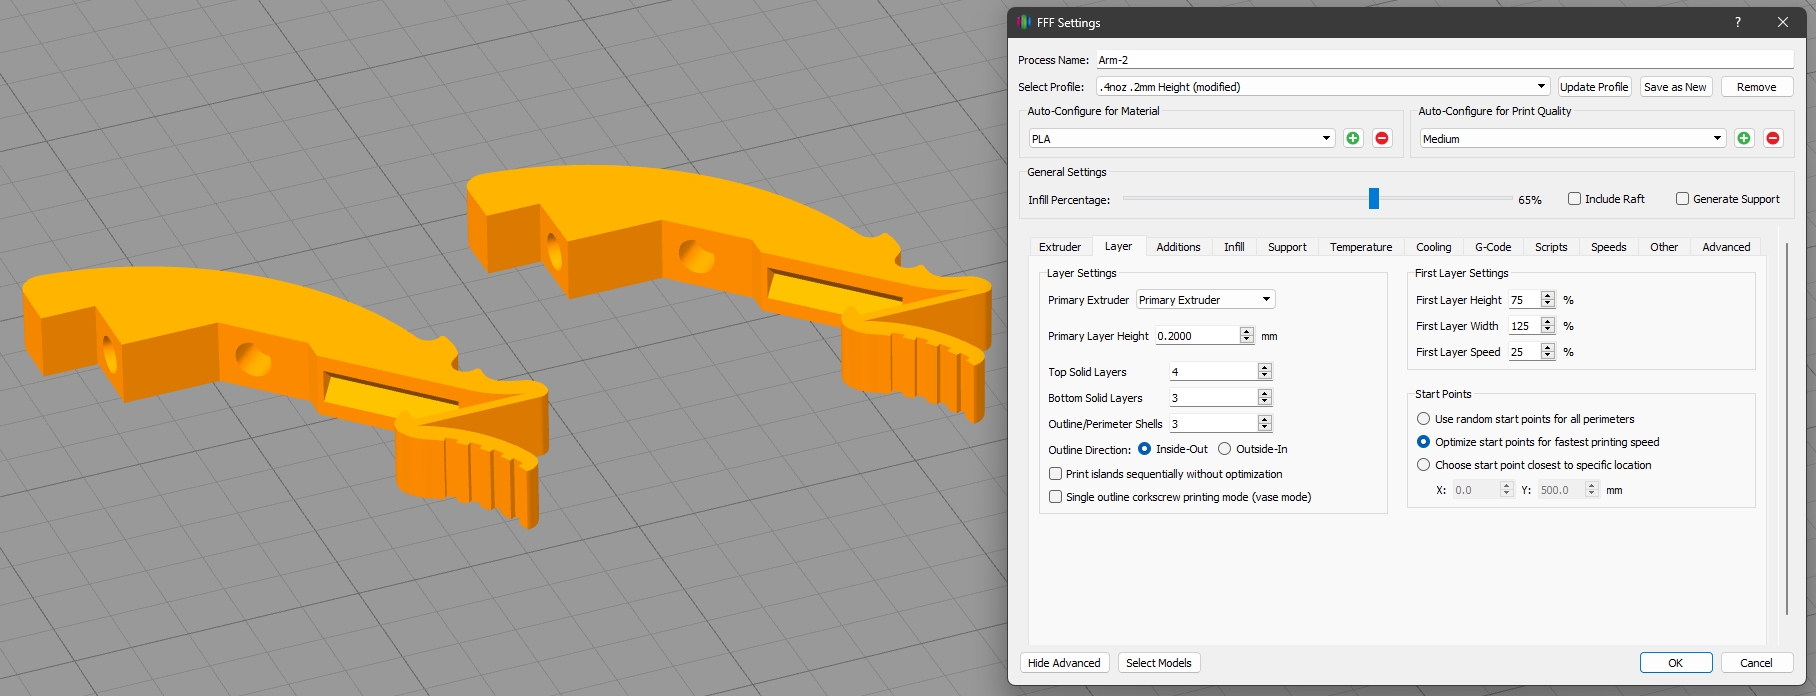 FFF Settings
?
Process Name: Arm-2
Select Profile: .4noz .2mm Height (modified) Update Profile Save as New Remove
Auto-Configure for Material
PLA
Auto-Configure for Print Quality
Medium
General Settings
Infill Percentage: 65% Include Raft Generate Support
Extruder Layer Additions Infill Support Temperature Cooling G-Code Scripts Speeds Other Advanced
Layer Settings
Primary Extruder Primary Extruder
Primary Layer Height 0.2000 mm
Top Solid Layers 4
Bottom Solid Layers 3
Outline/Perimeter Shells 3
Outline Direction: Inside-Out Outside-In
Print islands sequentially without optimization
Single outline corkscrew printing mode (vase mode)
First Layer Settings
First Layer Height 75 %
First Layer Width 125 %
First Layer Speed 25 %
Start Points
Use random start points for all perimeters
Optimize start points for fastest printing speed
Choose start point closest to specific location
X: 0.0 Y: 500.0 mm
Hide Advanced Select Models OK Cancel